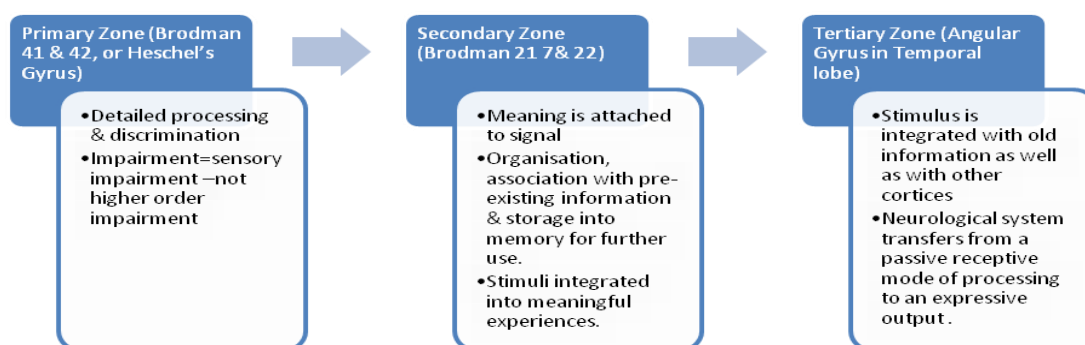 Primary Zone (Brodman
41 & 42, or Heschel's
Gyrus)
•Detailed processing
& discrimination
•Impairment=sensory
impairment –not
higher order
impairment
Secondary Zone
(Brodman 21 7& 22)
•Meaning is attached
to signal
•Organisation,
association with pre-
existing information
& storage into
memory for further
use.
•Stimuli integrated
into meaningful
experiences.
Tertiary Zone (Angular
Gyrus in Temporal
lobe)
•Stimulus is
integrated with old
information as well
as with other
cortices
•Neurological system
transfers from a
passive receptive
mode of processing
to an expressive
output .